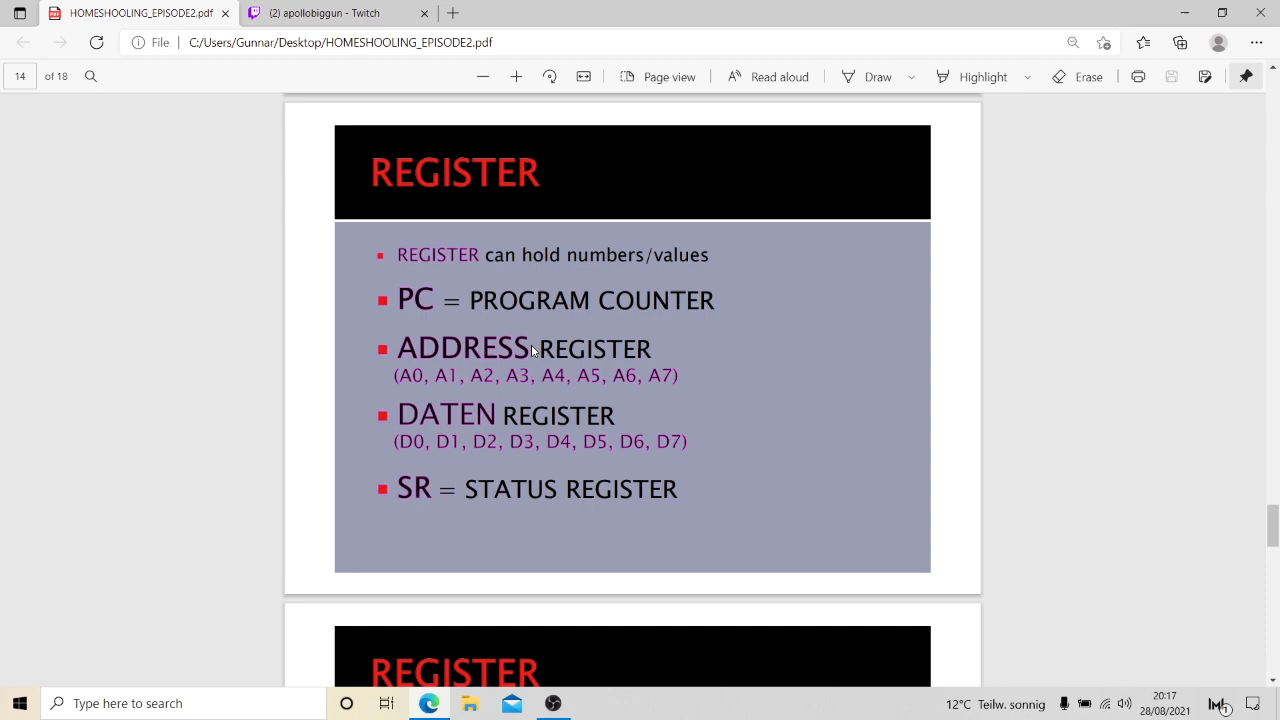 HOMESHOOLING_EPISODE2.pdf
(2) apollobiggun - Twitch
File
C:/Users/Gunnar/Desktop/HOMESHOOLING_EPISODE2.pdf
14 of 18
Page view
Read aloud
Draw
Highlight
Erase
REGISTER
REGISTER can hold numbers/values
PC = PROGRAM COUNTER
ADDRESS REGISTER
(A0, A1, A2, A3, A4, A5, A6, A7)
DATEN REGISTER
(D0, D1, D2, D3, D4, D5, D6, D7)
SR = STATUS REGISTER
REGISTER
Type here to search
12°C Teilw. sonnig
20:17
28/08/2021